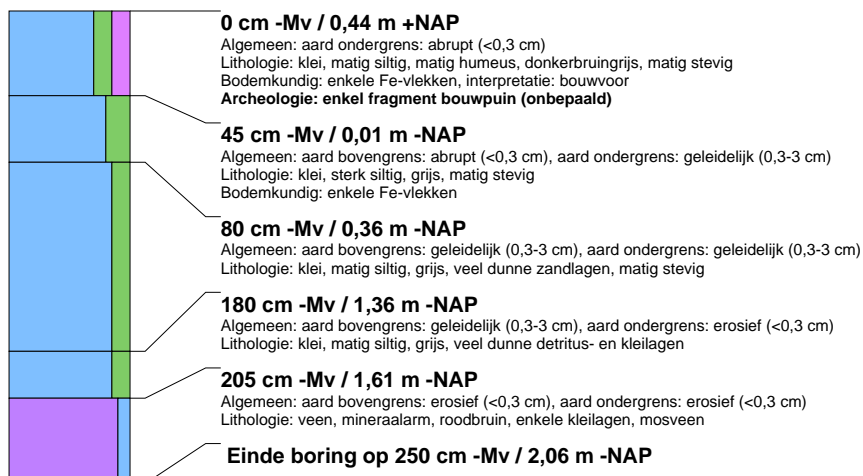 0 cm -Mv / 0,44 m +NAP
Algemeen: aard ondergrens: abrupt (<0,3 cm)
Lithologie: klei, matig siltig, matig humeus, donkerbruingrijs, matig stevig
Bodemkundig: enkele Fe-vlekken, interpretatie: bouwvoor
Archeologie: enkel fragment bouwpuin (onbepaald)
45 cm -Mv / 0,01 m -NAP
Algemeen: aard bovengrens: abrupt (<0,3 cm), aard ondergrens: geleidelijk (0,3-3 cm)
Lithologie: klei, sterk siltig, grijs, matig stevig
Bodemkundig: enkele Fe-vlekken
80 cm -Mv / 0,36 m -NAP
Algemeen: aard bovengrens: geleidelijk (0,3-3 cm), aard ondergrens: geleidelijk (0,3-3 cm)
Lithologie: klei, matig siltig, grijs, veel dunne zandlagen, matig stevig
180 cm -Mv / 1,36 m -NAP
Algemeen: aard bovengrens: geleidelijk (0,3-3 cm), aard ondergrens: erosief (<0,3 cm)
Lithologie: klei, matig siltig, grijs, veel dunne detritus- en kleilagen
205 cm -Mv / 1,61 m -NAP
Algemeen: aard bovengrens: erosief (<0,3 cm), aard ondergrens: erosief (<0,3 cm)
Lithologie: veen, mineraalarm, roodbruin, enkele kleilagen, mosveen
Einde boring op 250 cm -Mv / 2,06 m -NAP